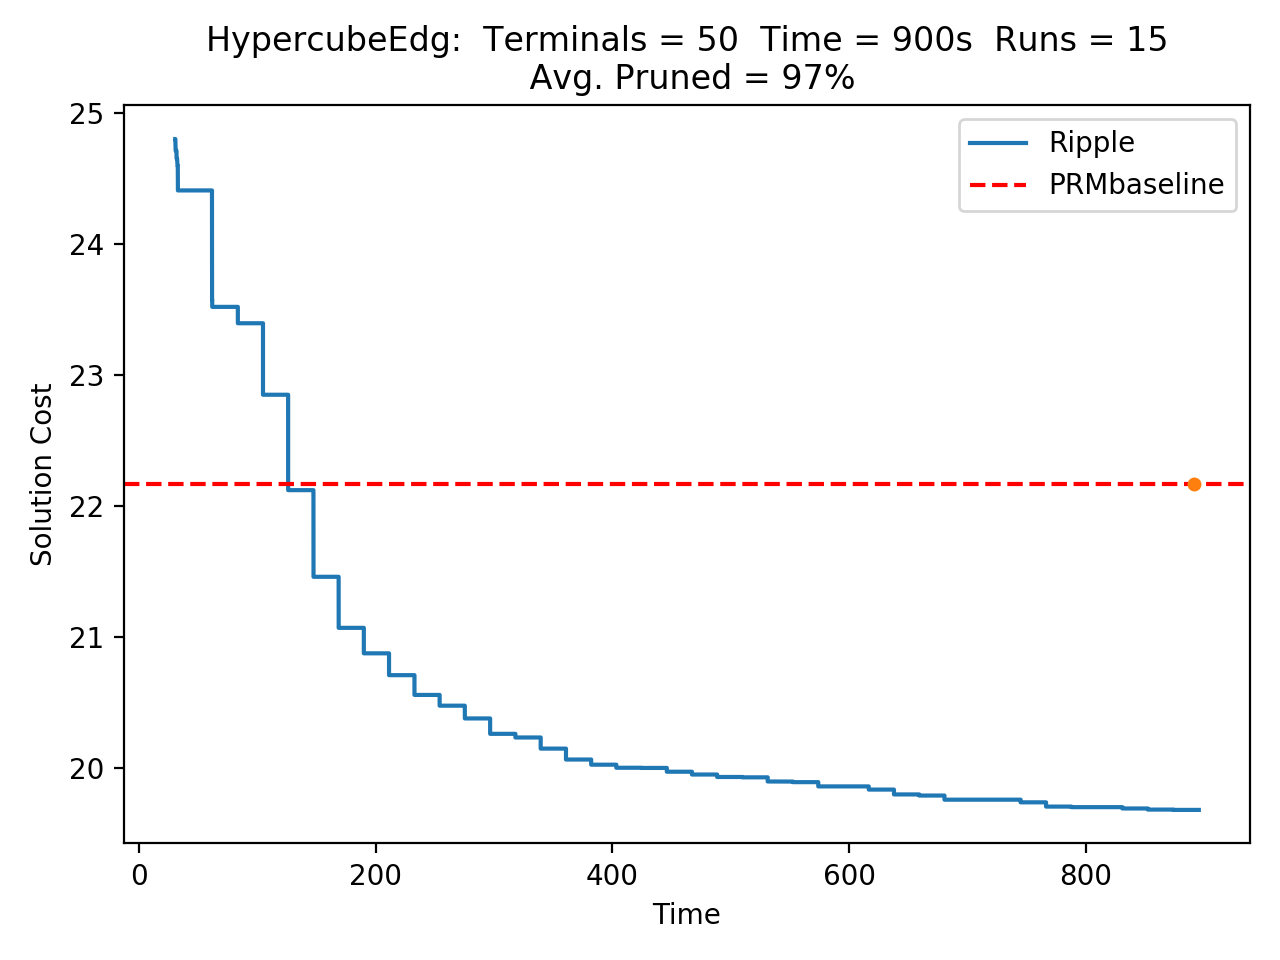 HypercubeEdg:  Terminals = 50  Time = 900s  Runs = 15
Avg. Pruned = 97%
25
24
23
22
21
20
Solution Cost
Ripple
PRMbaseline
0
200
400
600
800
Time